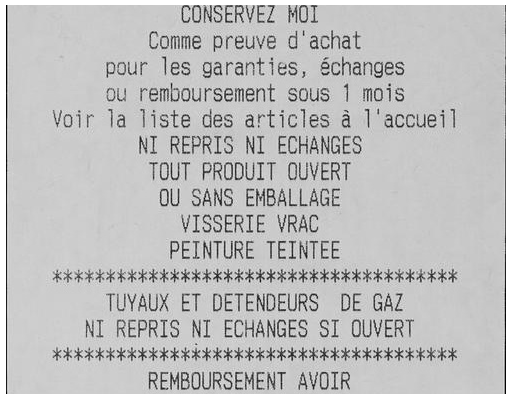 CONSERVEZ MOI
Comme preuve d'achat
pour les garanties, échanges
ou remboursement sous 1 mois
Voir la liste des articles à l'accueil
NI REPRIS NI ECHANGES
TOUT PRODUIT OUVERT
OU SANS EMBALLAGE
VISSERIE VRAC
PEINTURE TEINTEE
**************************************
TUYAUX ET DETENDEURS  DE GAZ
NI REPRIS NI ECHANGES SI OUVERT
**************************************
REMBOURSEMENT AVOIR